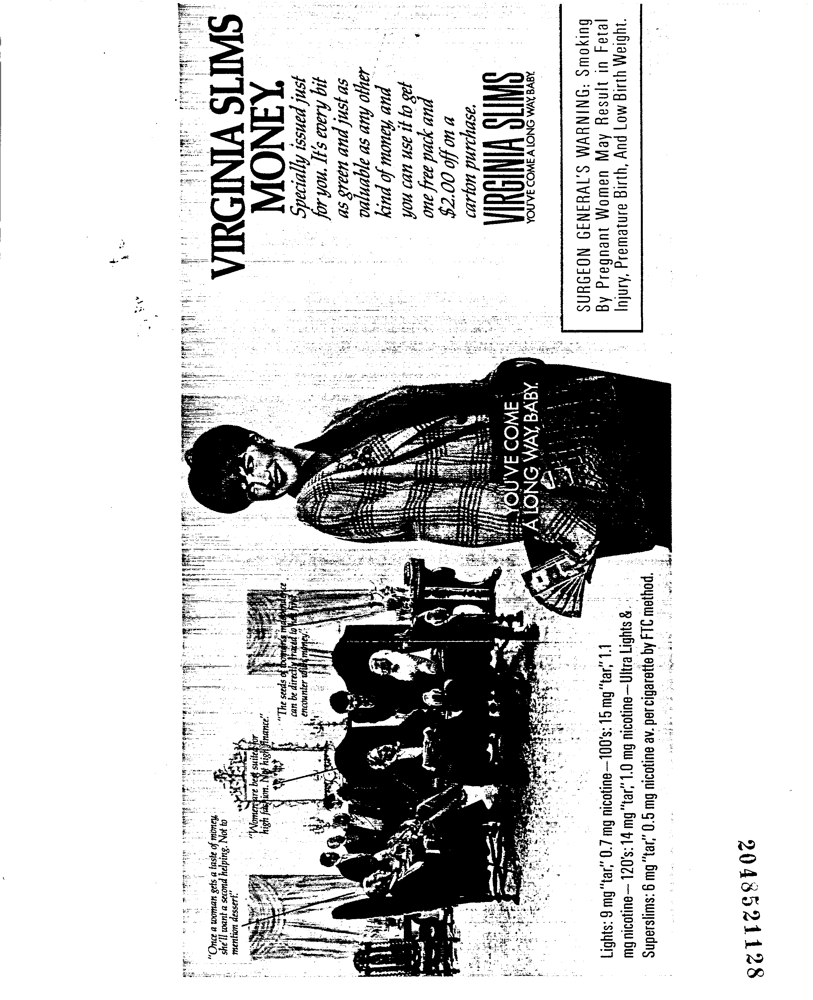 "Once a woman gets a taste of money,
she'll want a second helping. Not to
mention dessert."
"Women are best suited for
high
Not high finance."
"The seeds of women's independence
can be directly traced to her first
encounter with money."
YOU'VE COME
A LONG WAY, BABY.
VIRGINIA SLIMS
MONEY.
Specially issued just
for you. It's every bit
as green and just as
valuable as any other
kind of money, and
you can use it to get
one free pack and
$2.00 off on a
carton purchase.
VIRGINIA SLIMS
YOU'VE COME A LONG WAY, BABY.
SURGEON GENERAL'S WARNING: Smoking
By Pregnant Women May Result in Fetal
Injury, Premature Birth, And Low Birth Weight.
Lights: 9 mg "tar," 0.7 mg nicotine—100's: 15 mg "tar," 1.1
mg nicotine—120's: 14 mg "tar," 1.0 mg nicotine—Ultra Lights &
Superslims: 6 mg "tar," 0.5 mg nicotine av. per cigarette by FTC method.
2048521128